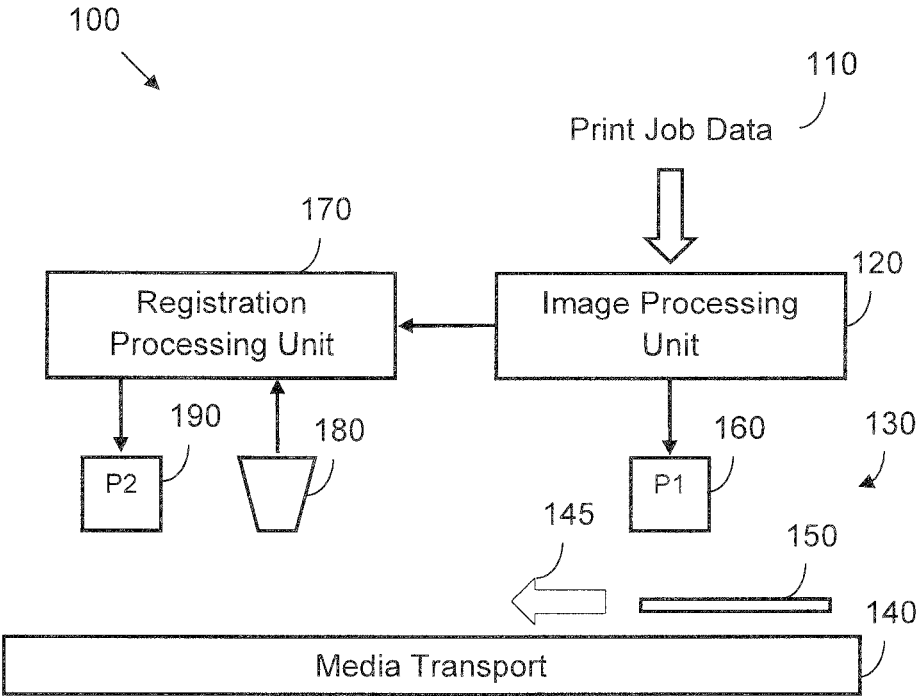 100
110
Print Job Data
170
120
Registration
Processing Unit
Image Processing
Unit
190
180
160
130
P2
P1
145
150
140
Media Transport